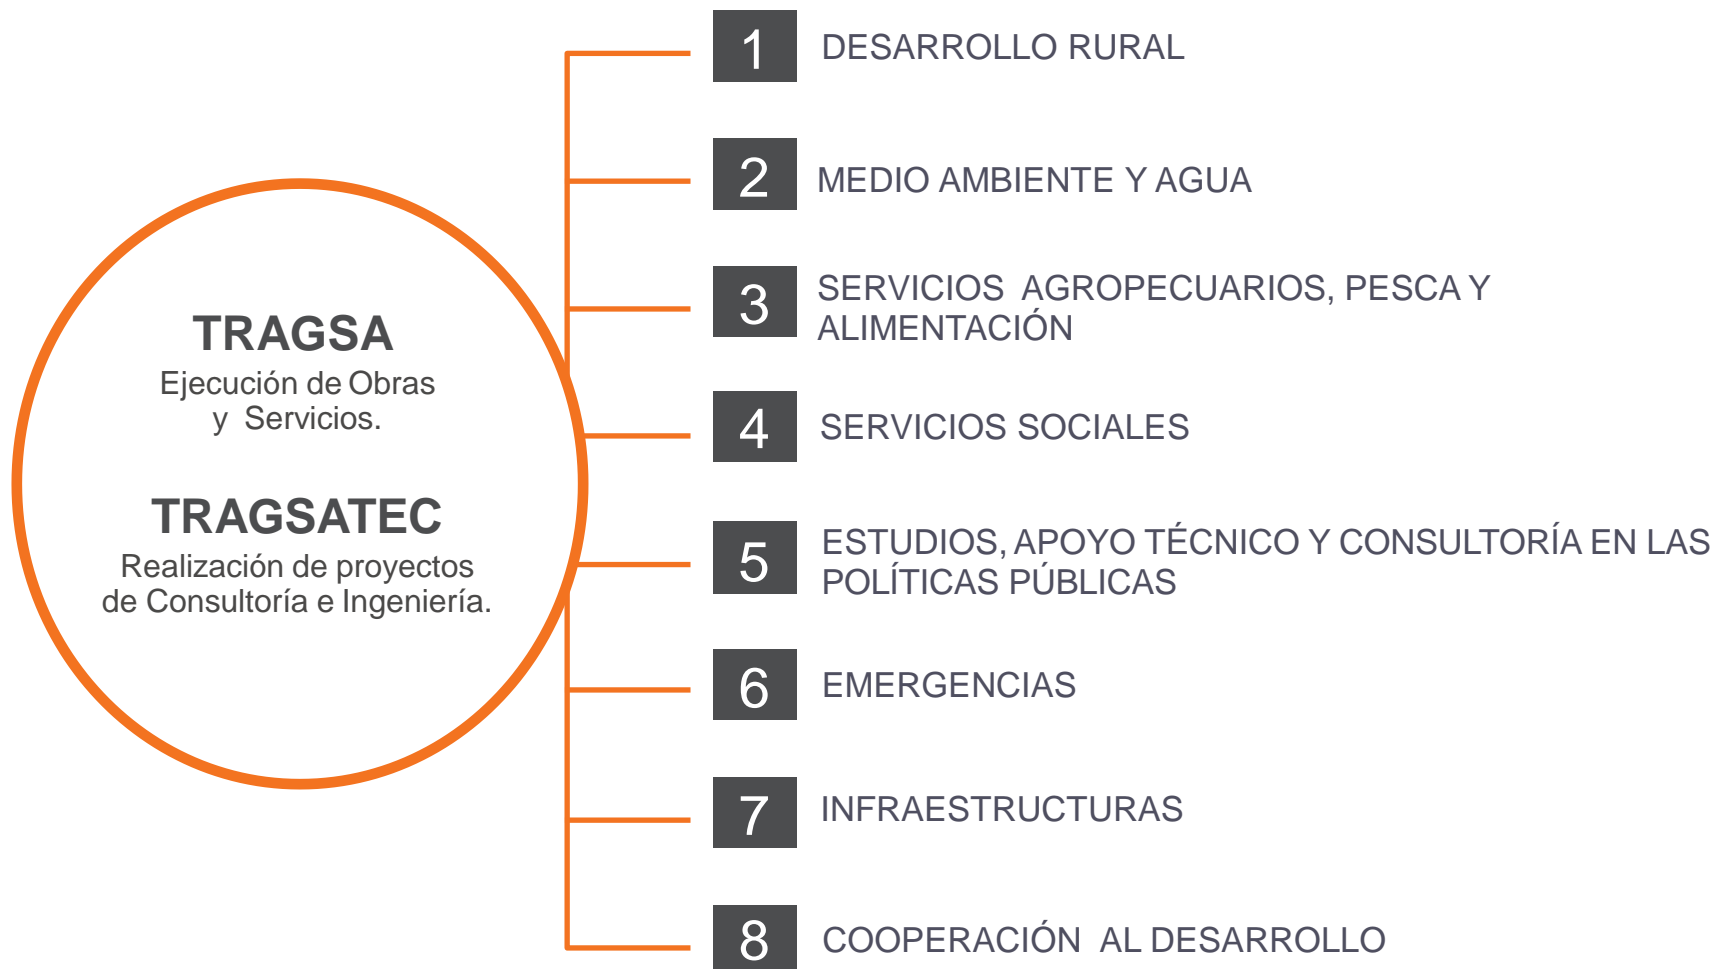 TRAGSA
Ejecución de Obras
y Servicios.
TRAGSATEC
Realización de proyectos
de Consultoría e Ingeniería.
1 DESARROLLO RURAL
2 MEDIO AMBIENTE Y AGUA
3 SERVICIOS AGROPECUARIOS, PESCA Y
ALIMENTACIÓN
4 SERVICIOS SOCIALES
5 ESTUDIOS, APOYO TÉCNICO Y CONSULTORÍA EN LAS
POLÍTICAS PÚBLICAS
6 EMERGENCIAS
7 INFRAESTRUCTURAS
8 COOPERACIÓN AL DESARROLLO